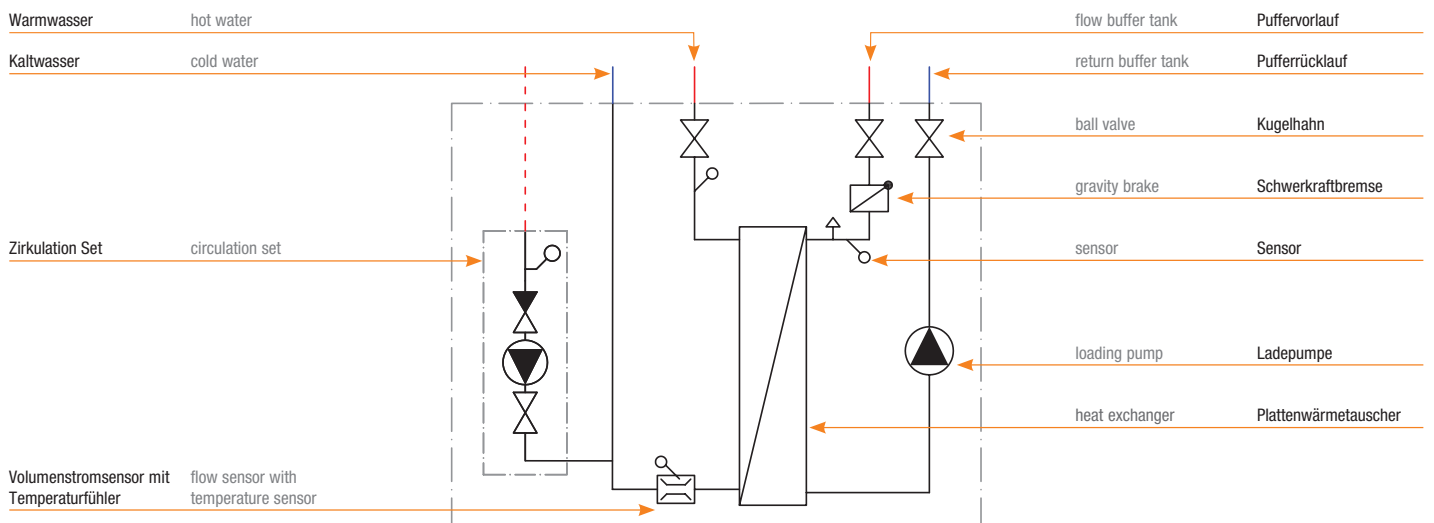 Warmwasser hot water
Kaltwasser cold water
Zirkulation Set circulation set
Volumenstromsensor mit flow sensor with
Temperaturfühler temperature sensor
flow buffer tank Puffervorlauf
return buffer tank Pufferrücklauf
ball valve Kugelhahn
gravity brake Schwerkraftbremse
sensor Sensor
loading pump Ladepumpe
heat exchanger Plattenwärmetauscher